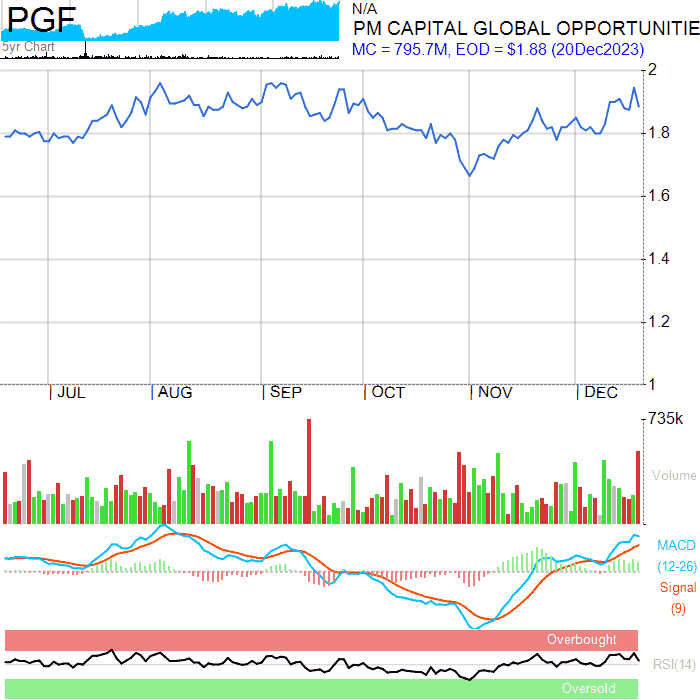 PGF
N/A
5yr Chart
PM CAPITAL GLOBAL OPPORTUNITIE
MC = 795.7M, EOD = $1.88 (20Dec2023)
2
1.8
1.6
1.4
1.2
1
JUL AUG SEP OCT NOV DEC
735k
Volume
MACD
(12-26)
Signal
(9)
Overbought
RSI(14)
Oversold